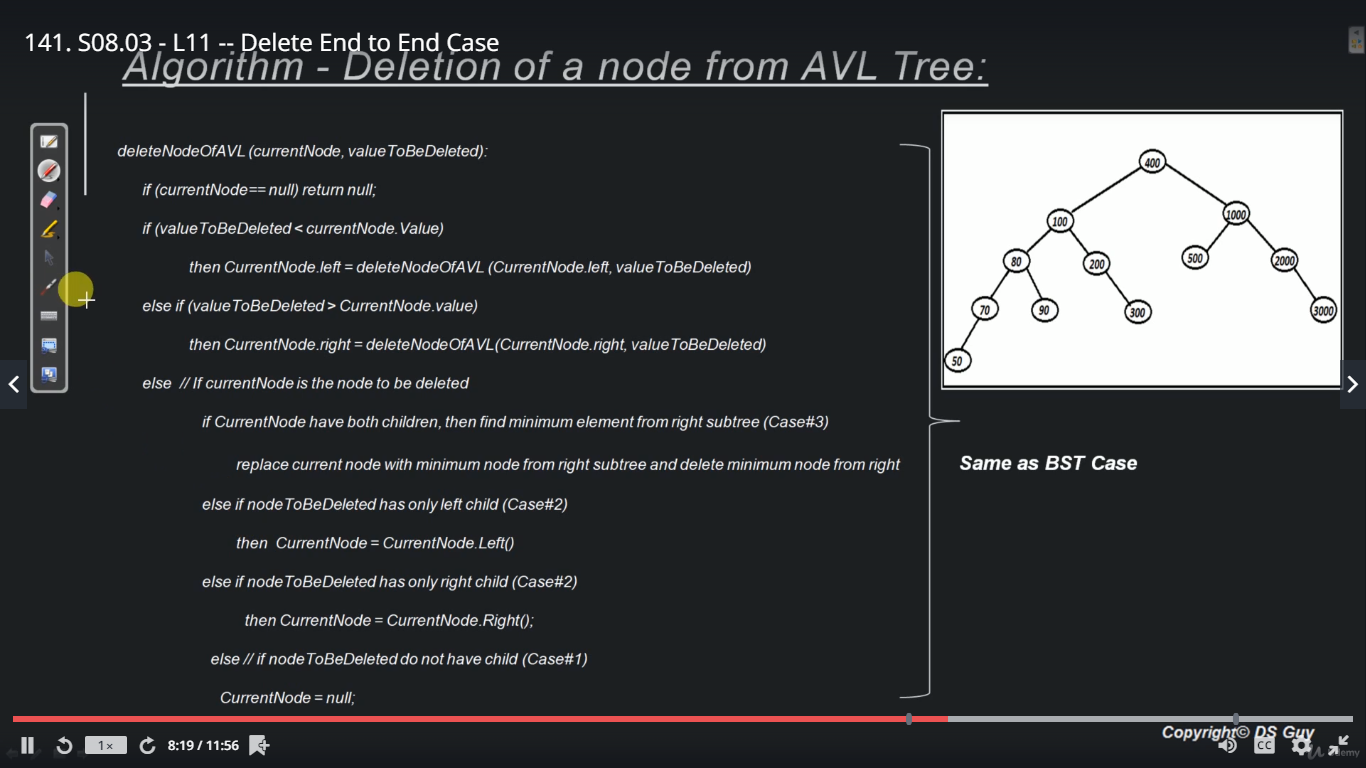 141. S08.03 - L11 -- Delete End to End Case
Algorithm - Deletion of a node from AVL Tree:
deleteNodeOfAVL (currentNode, valueToBeDeleted):
if (currentNode== null) return null;
if (valueToBeDeleted < currentNode.Value)
then CurrentNode.left = deleteNodeOfAVL (CurrentNode.left, valueToBeDeleted)
else if (valueToBeDeleted > CurrentNode.value)
then CurrentNode.right = deleteNodeOfAVL(CurrentNode.right, valueToBeDeleted)
else // If currentNode is the node to be deleted
if CurrentNode have both children, then find minimum element from right subtree (Case#3)
replace current node with minimum node from right subtree and delete minimum node from right
else if nodeToBeDeleted has only left child (Case#2)
then CurrentNode = CurrentNode.Left()
else if nodeToBeDeleted has only right child (Case#2)
then CurrentNode = CurrentNode.Right();
else // if nodeToBeDeleted do not have child (Case#1)
CurrentNode = null;
400
100 1000
80 200 500 2000
70 90 300 3000
50
Same as BST Case
Copyright© DS Guy
1× 8:19 / 11:56 CC